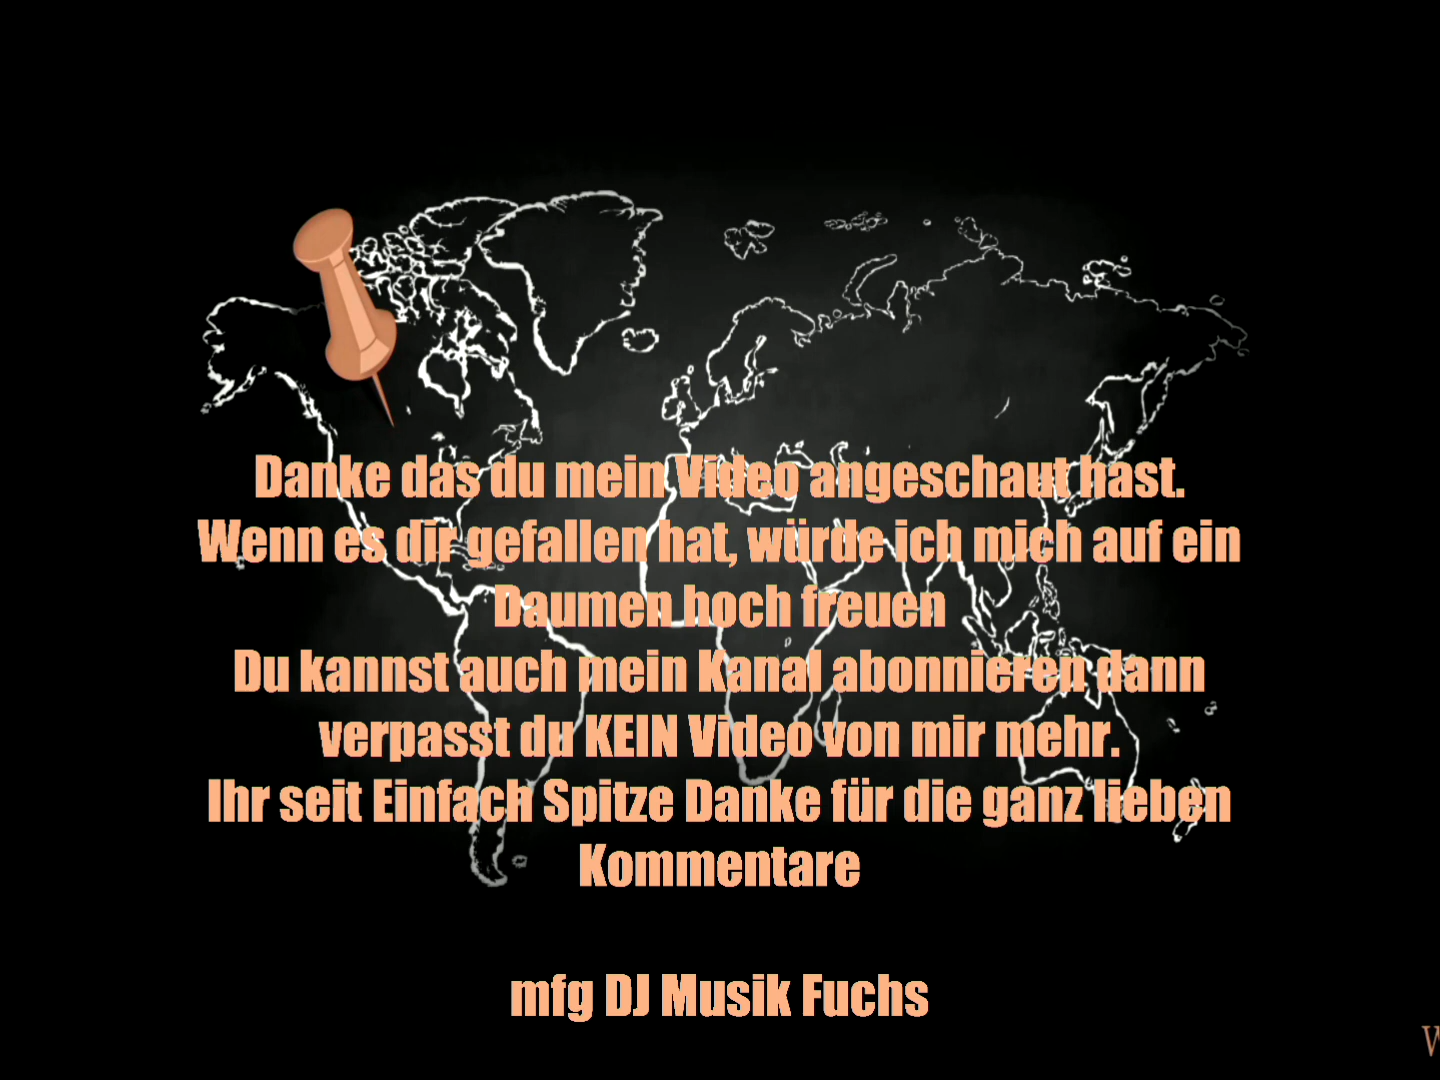 Danke das du mein Video angeschaut hast.
Wenn es dir gefallen hat, würde ich mich auf ein
Daumen hoch freuen
Du kannst auch mein Kanal abonnieren dann
verpasst du KEIN Video von mir mehr.
Ihr seit Einfach Spitze Danke für die ganz lieben
Kommentare
mfg DJ Musik Fuchs